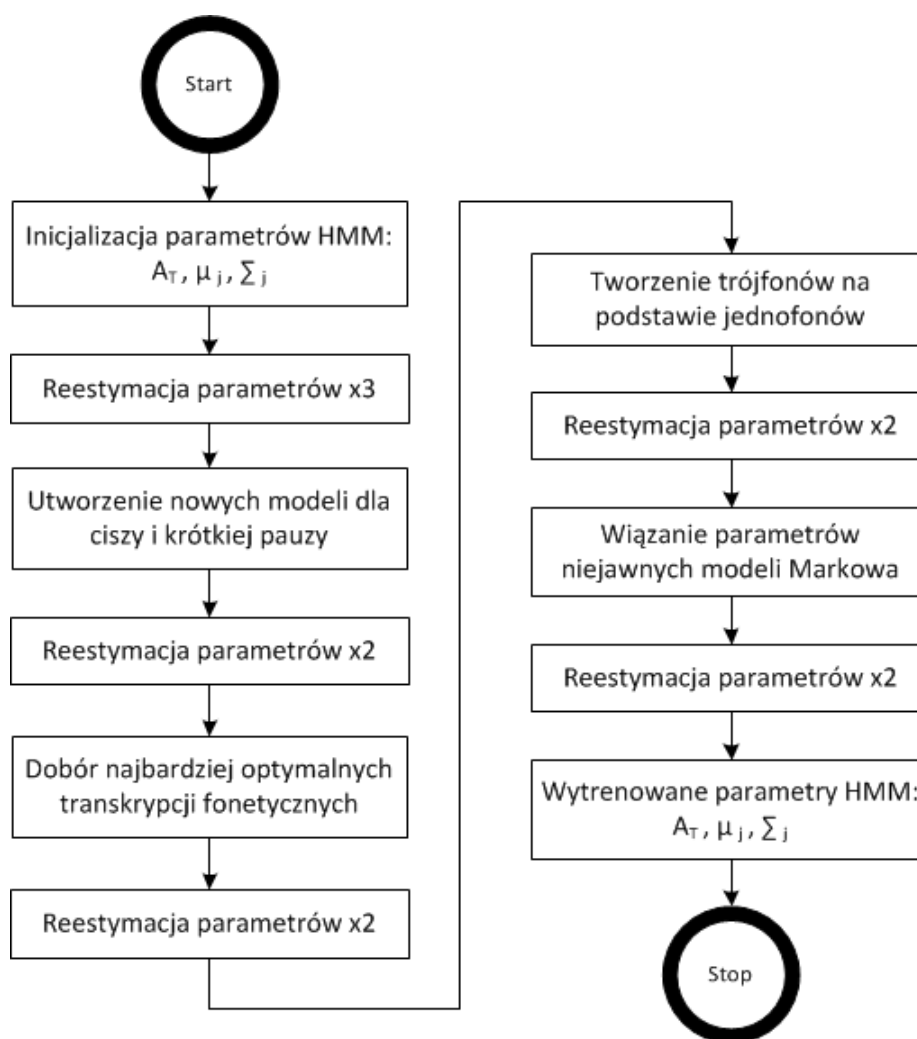 Start
Inicjalizacja parametrów HMM:
A_T , μ_j , ∑_j
Reestymacja parametrów x3
Utworzenie nowych modeli dla
ciszy i krótkiej pauzy
Reestymacja parametrów x2
Dobór najbardziej optymalnych
transkrypcji fonetycznych
Reestymacja parametrów x2
Tworzenie trójfonów na
podstawie jednofonów
Reestymacja parametrów x2
Wiązanie parametrów
niejawnych modeli Markowa
Reestymacja parametrów x2
Wytrenowane parametry HMM:
A_T , μ_j , ∑_j
Stop